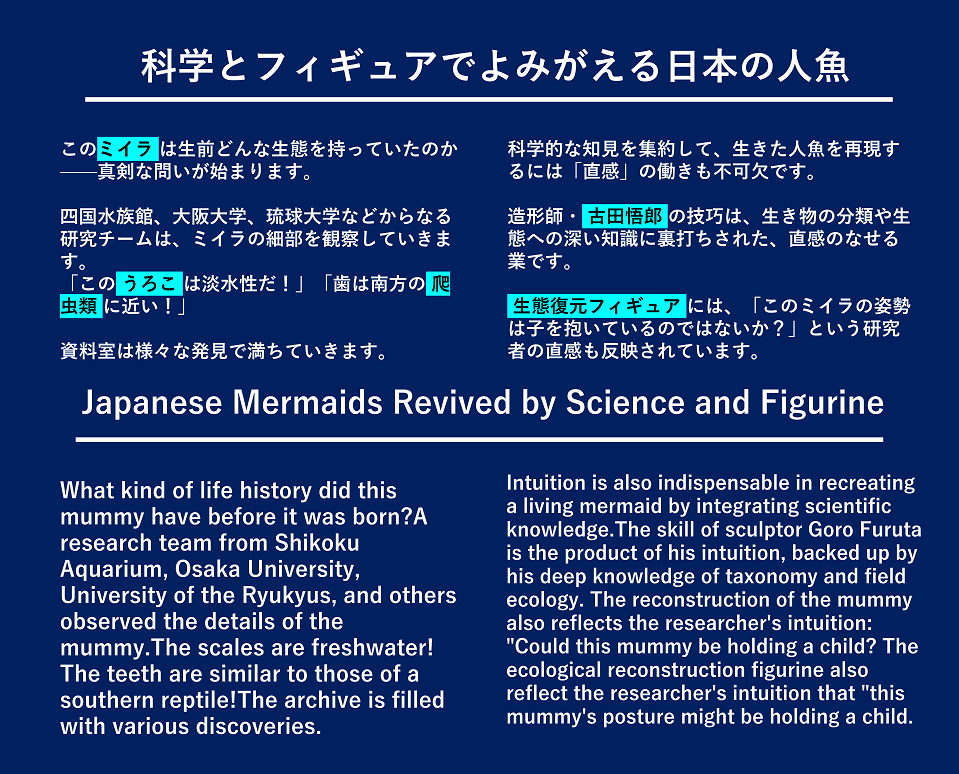 科学とフィギュアでよみがえる日本の人魚
このミイラは生前どんな生態を持っていたのか
──真剣な問いが始まります。
四国水族館、大阪大学、琉球大学などからなる
研究チームは、ミイラの細部を観察していきま
す。
「このうろこは淡水性だ！」「歯は南方の爬
虫類に近い！」
資料室は様々な発見で満ちていきます。
科学的な知見を集約して、生きた人魚を再現す
るには「直感」の働きも不可欠です。
造形師・古田悟郎の技巧は、生き物の分類や生
態への深い知識に裏打ちされた、直感のなせる
業です。
生態復元フィギュアには、「このミイラの姿勢
は子を抱いているのではないか？」という研究
者の直感も反映されています。
Japanese Mermaids Revived by Science and Figurine
What kind of life history did this
mummy have before it was born?A
research team from Shikoku
Aquarium, Osaka University,
University of the Ryukyus, and others
observed the details of the
mummy.The scales are freshwater!
The teeth are similar to those of a
southern reptile!The archive is filled
with various discoveries.
Intuition is also indispensable in recreating
a living mermaid by integrating scientific
knowledge.The skill of sculptor Goro Furuta
is the product of his intuition, backed up by
his deep knowledge of taxonomy and field
ecology. The reconstruction of the mummy
also reflects the researcher's intuition:
"Could this mummy be holding a child? The
ecological reconstruction figurine also
reflect the researcher's intuition that "this
mummy's posture might be holding a child.